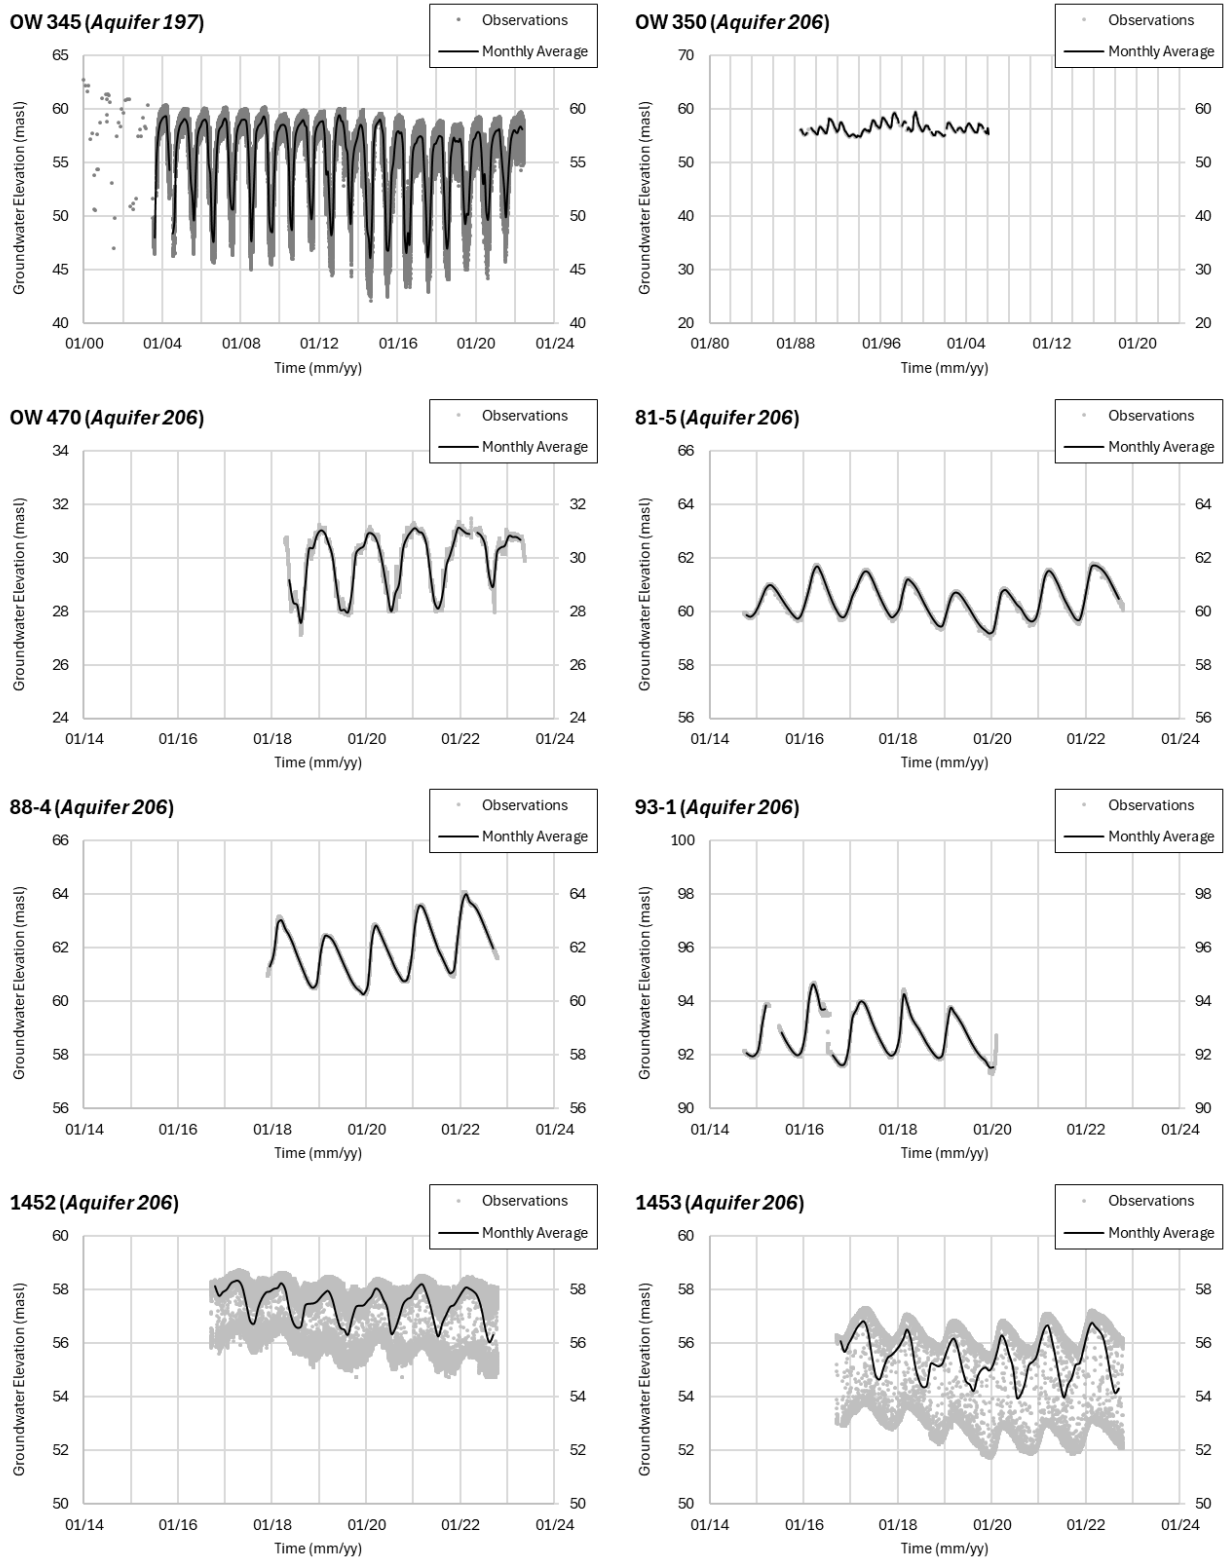 OW 345 (Aquifer 197)
Observations
Monthly Average
65
60
55
50
45
40
60
55
50
45
40
Groundwater Elevation (masl)
01/00 01/04 01/08 01/12 01/16 01/20 01/24
Time (mm/yy)
OW 350 (Aquifer 206)
Observations
Monthly Average
70
60
50
40
30
20
60
50
40
30
20
Groundwater Elevation (masl)
01/80 01/88 01/96 01/04 01/12 01/20
Time (mm/yy)
OW 470 (Aquifer 206)
Observations
Monthly Average
34
32
30
28
26
24
32
30
28
26
24
Groundwater Elevation (masl)
01/14 01/16 01/18 01/20 01/22 01/24
Time (mm/yy)
81-5 (Aquifer 206)
Observations
Monthly Average
66
64
62
60
58
56
64
62
60
58
56
Groundwater Elevation (masl)
01/14 01/16 01/18 01/20 01/22 01/24
Time (mm/yy)
88-4 (Aquifer 206)
Observations
Monthly Average
66
64
62
60
58
56
64
62
60
58
56
Groundwater Elevation (masl)
01/14 01/16 01/18 01/20 01/22 01/24
Time (mm/yy)
93-1 (Aquifer 206)
Observations
Monthly Average
100
98
96
94
92
90
98
96
94
92
90
Groundwater Elevation (masl)
01/14 01/16 01/18 01/20 01/22 01/24
Time (mm/yy)
1452 (Aquifer 206)
Observations
Monthly Average
60
58
56
54
52
50
58
56
54
52
50
Groundwater Elevation (masl)
01/14 01/16 01/18 01/20 01/22 01/24
Time (mm/yy)
1453 (Aquifer 206)
Observations
Monthly Average
60
58
56
54
52
50
58
56
54
52
50
Groundwater Elevation (masl)
01/14 01/16 01/18 01/20 01/22 01/24
Time (mm/yy)